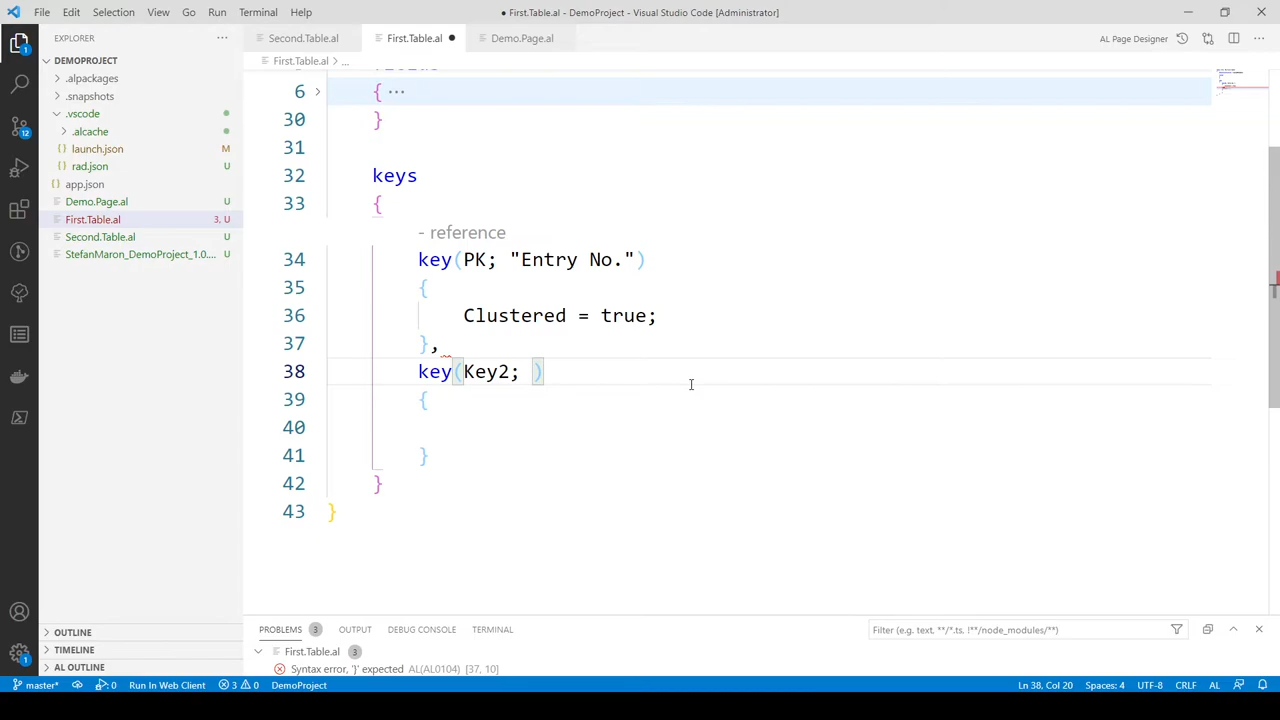 File Edit Selection View Go Run Terminal Help
● First.Table.al - DemoProject - Visual Studio Code [Administrator]
EXPLORER
Second.Table.al First.Table.al ● Demo.Page.al
AL Page Designer
First.Table.al > ...
DEMOPROJECT
.alpackages
.snapshots
.vscode
.alcache
launch.json M
rad.json U
app.json
Demo.Page.al U
First.Table.al 3, U
Second.Table.al U
StefanMaron_DemoProject_1.0.... U
6 { ...
30 }
31
32 keys
33 {
- reference
34 key(PK; "Entry No.")
35 {
36 Clustered = true;
37 },
38 key(Key2; )
39 {
40
41 }
42 }
43 }
OUTLINE
TIMELINE
AL OUTLINE
PROBLEMS 3 OUTPUT DEBUG CONSOLE TERMINAL
Filter (e.g. text, **/*.ts, !**/node_modules/**)
First.Table.al 3
Syntax error, '}' expected AL(AL0104) [37, 10]
1
12
1
master* 0 Run In Web Client 3 0 DemoProject
Ln 38, Col 20 Spaces: 4 UTF-8 CRLF AL